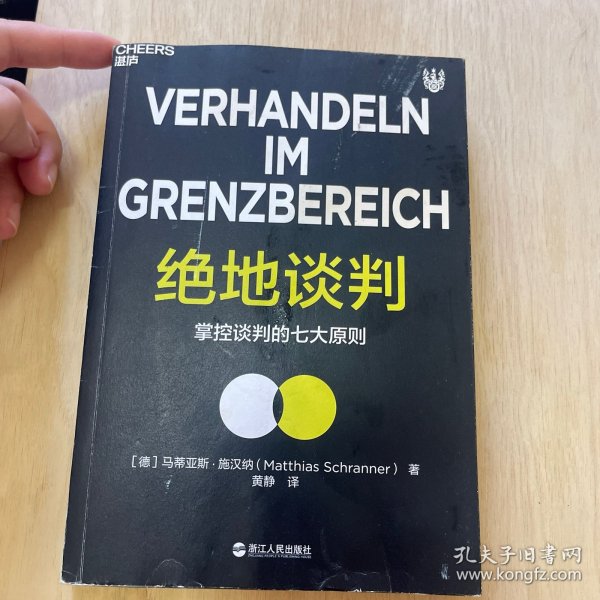 CHEERS
湛庐
VERHANDELN
IM
GRENZBEREICH
绝地谈判
掌控谈判的七大原则
［德］马蒂亚斯·施汉纳（Matthias Schranner）著
黄静 译
浙江人民出版社
孔夫子旧书网
www.kongfz.com